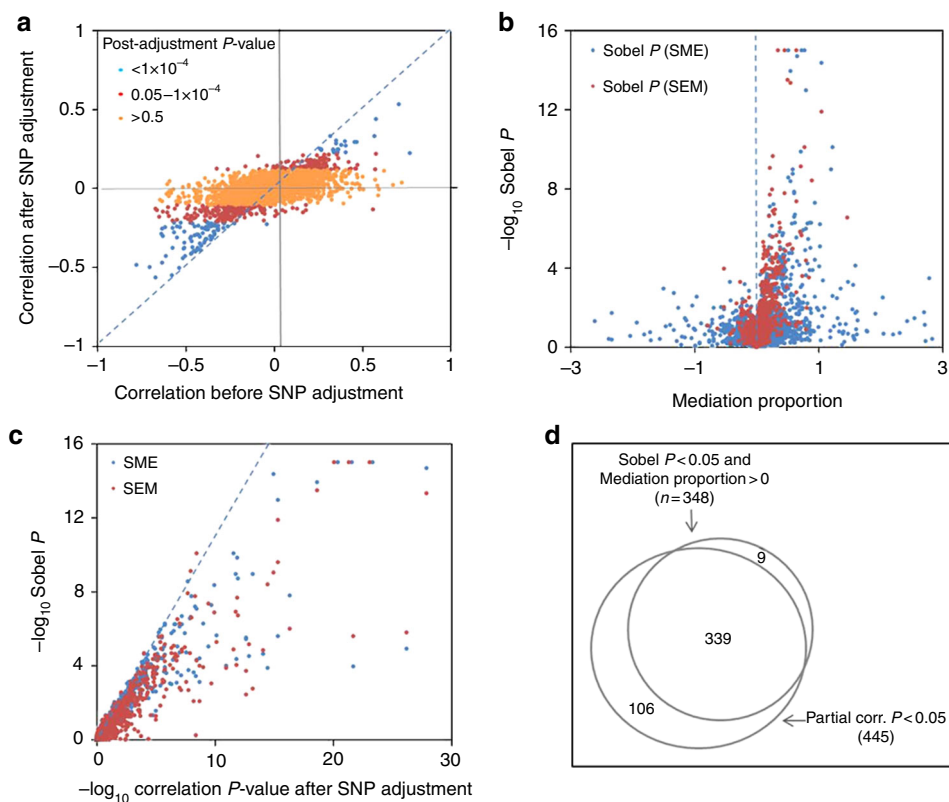 a
Correlation after SNP adjustment
1
0.5
0
−0.5
−1
Post-adjustment P-value
<1×10⁻⁴
0.05−1×10⁻⁴
>0.5
−1
−0.5
0
0.5
1
Correlation before SNP adjustment
b
−log₁₀ Sobel P
16
12
8
4
0
Sobel P (SME)
Sobel P (SEM)
−3
−1
1
3
Mediation proportion
c
−log₁₀ Sobel P
16
12
8
4
0
SME
SEM
0
10
20
30
−log₁₀ correlation P-value after SNP adjustment
d
Sobel P<0.05 and
Mediation proportion>0
(n=348)
9
339
106
Partial corr. P<0.05
(445)